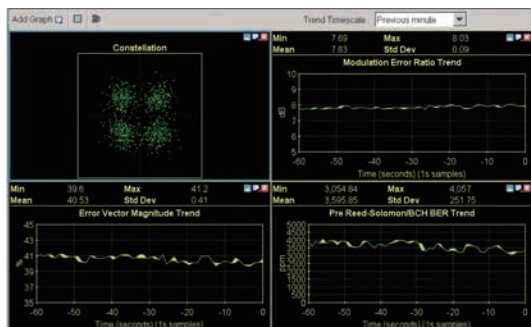 Add Graph
Trend Timescale: Previous minute
Constellation
Min 7.69 Max 8.03
Mean 7.83 Std Dev 0.09
Modulation Error Ratio Trend
10
9
8
7
6
5
dB
-60 -50 -40 -30 -20 -10 0
Time (seconds) (1s samples)
Min 39.6 Max 41.2
Mean 40.53 Std Dev 0.41
Error Vector Magnitude Trend
45
43
41
39
37
35
%
-60 -50 -40 -30 -20 -10 0
Time (seconds) (1s samples)
Min 3,054.84 Max 4,057
Mean 3,595.85 Std Dev 251.75
Pre Reed-Solomon/BCH BER Trend
5000
4500
4000
3500
3000
2500
2000
1500
1000
500
0
ppm
-60 -50 -40 -30 -20 -10 0
Time (seconds) (1s samples)